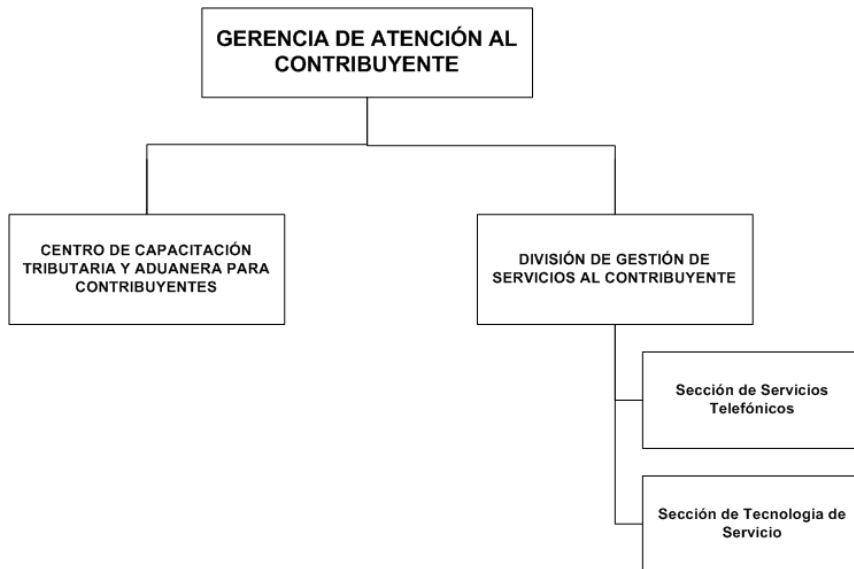 GERENCIA DE ATENCIÓN AL
CONTRIBUYENTE
CENTRO DE CAPACITACIÓN
TRIBUTARIA Y ADUANERA PARA
CONTRIBUYENTES
DIVISIÓN DE GESTIÓN DE
SERVICIOS AL CONTRIBUYENTE
Sección de Servicios
Telefónicos
Sección de Tecnología de
Servicio